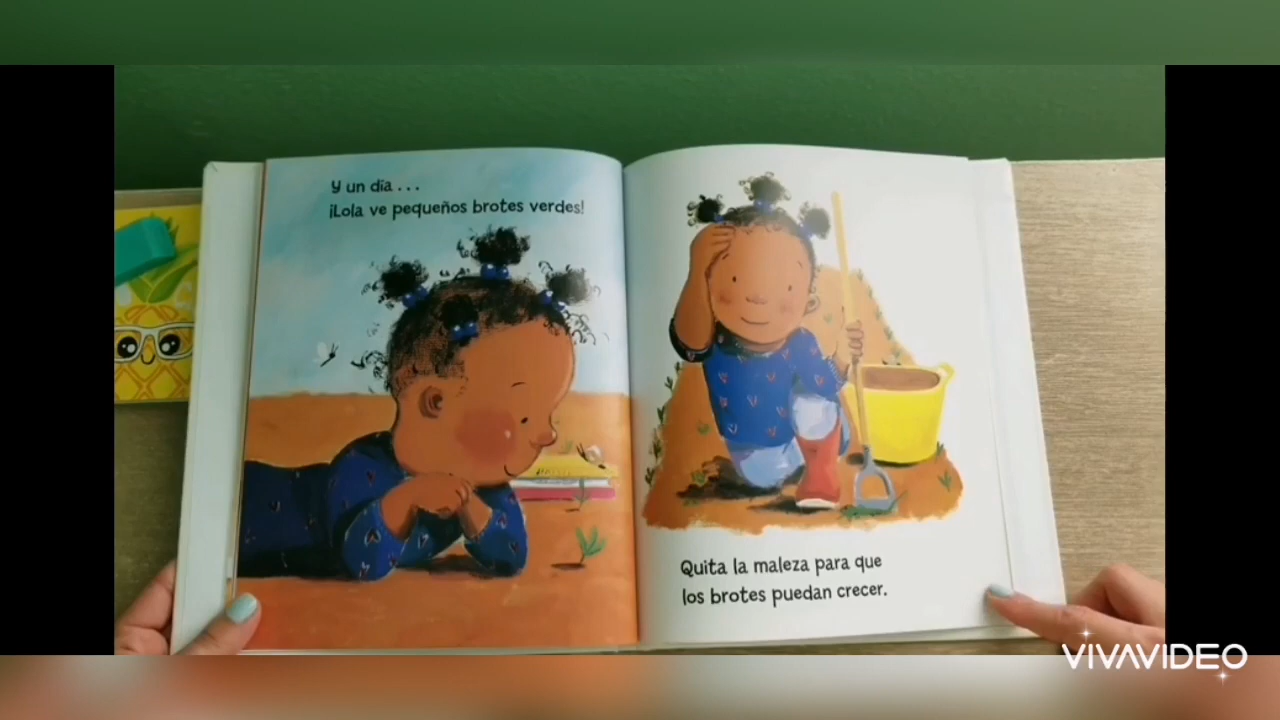 Y un día . . .
¡Lola ve pequeños brotes verdes!
Quita la maleza para que
los brotes puedan crecer.
VIVAVIDEO